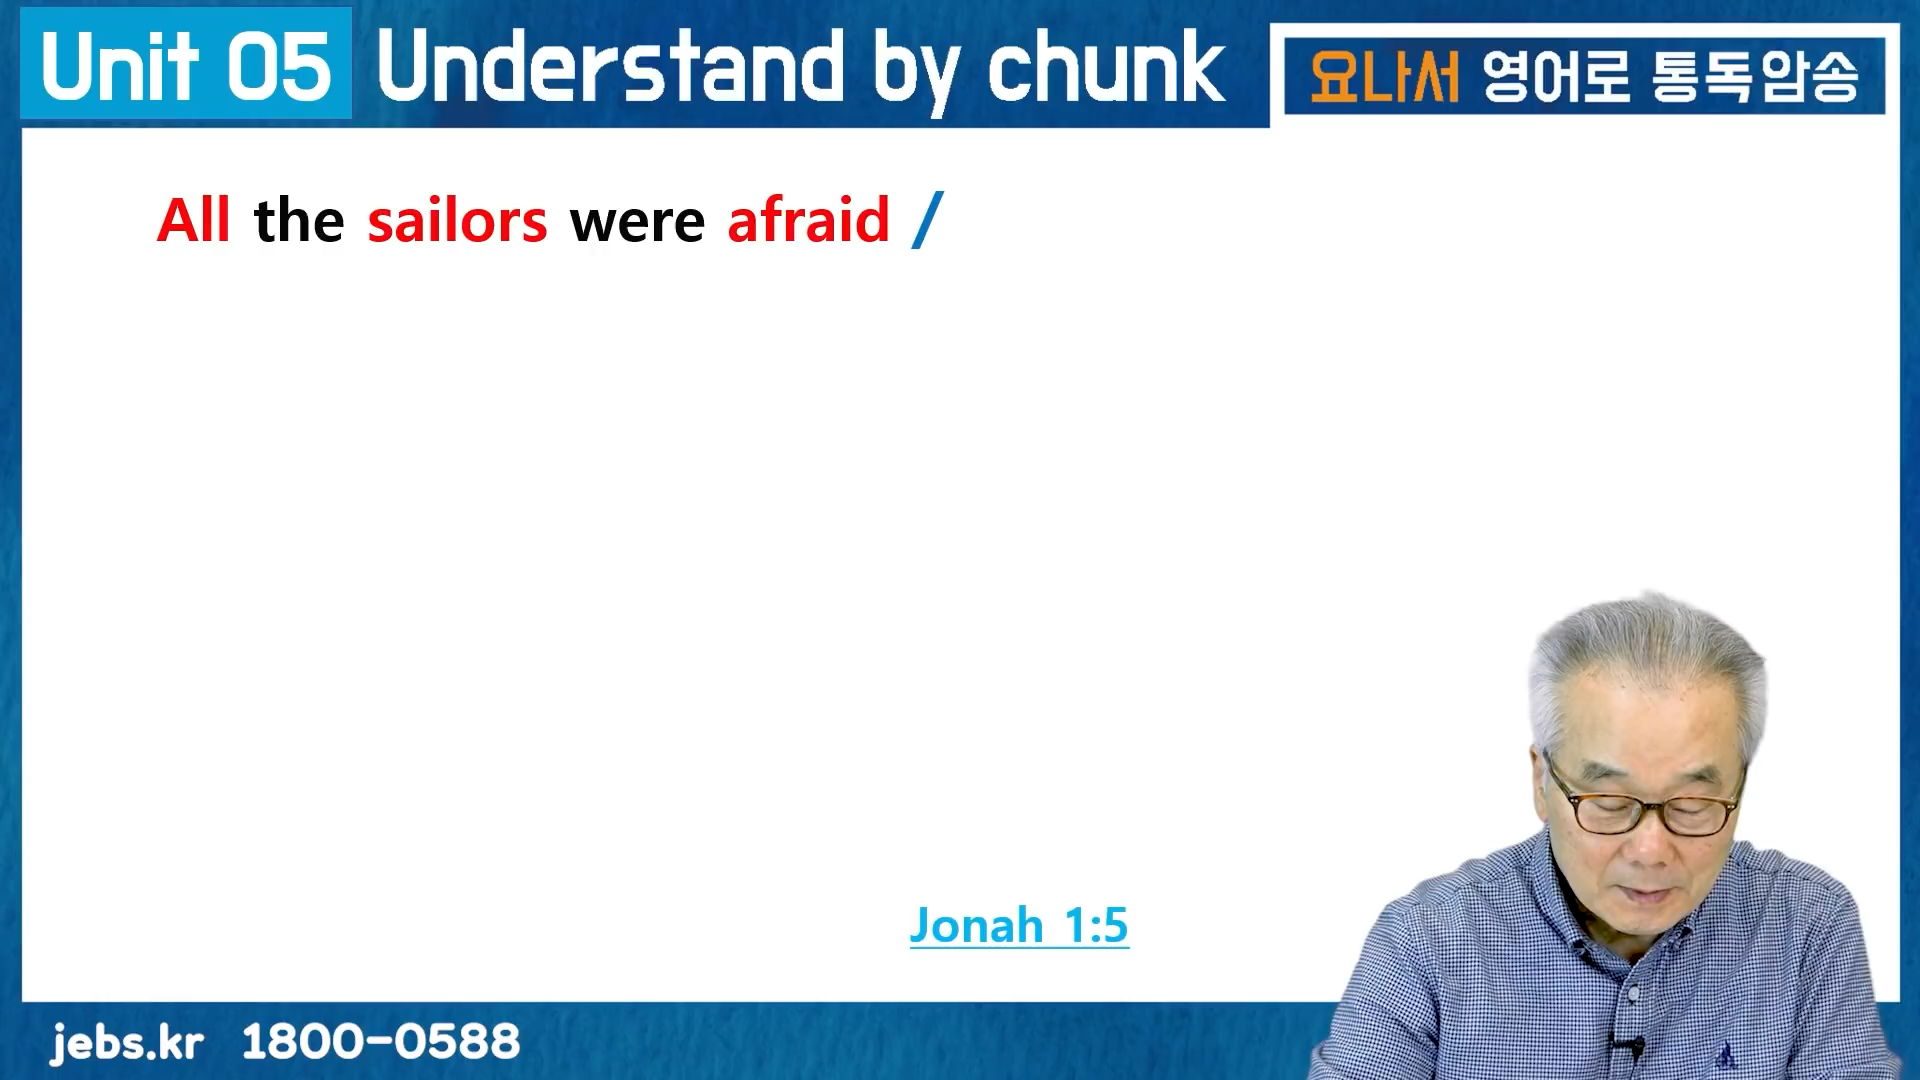 Unit 05 Understand by chunk
요나서 영어로 통독암송
All the sailors were afraid /
Jonah 1:5
jebs.kr 1800-0588